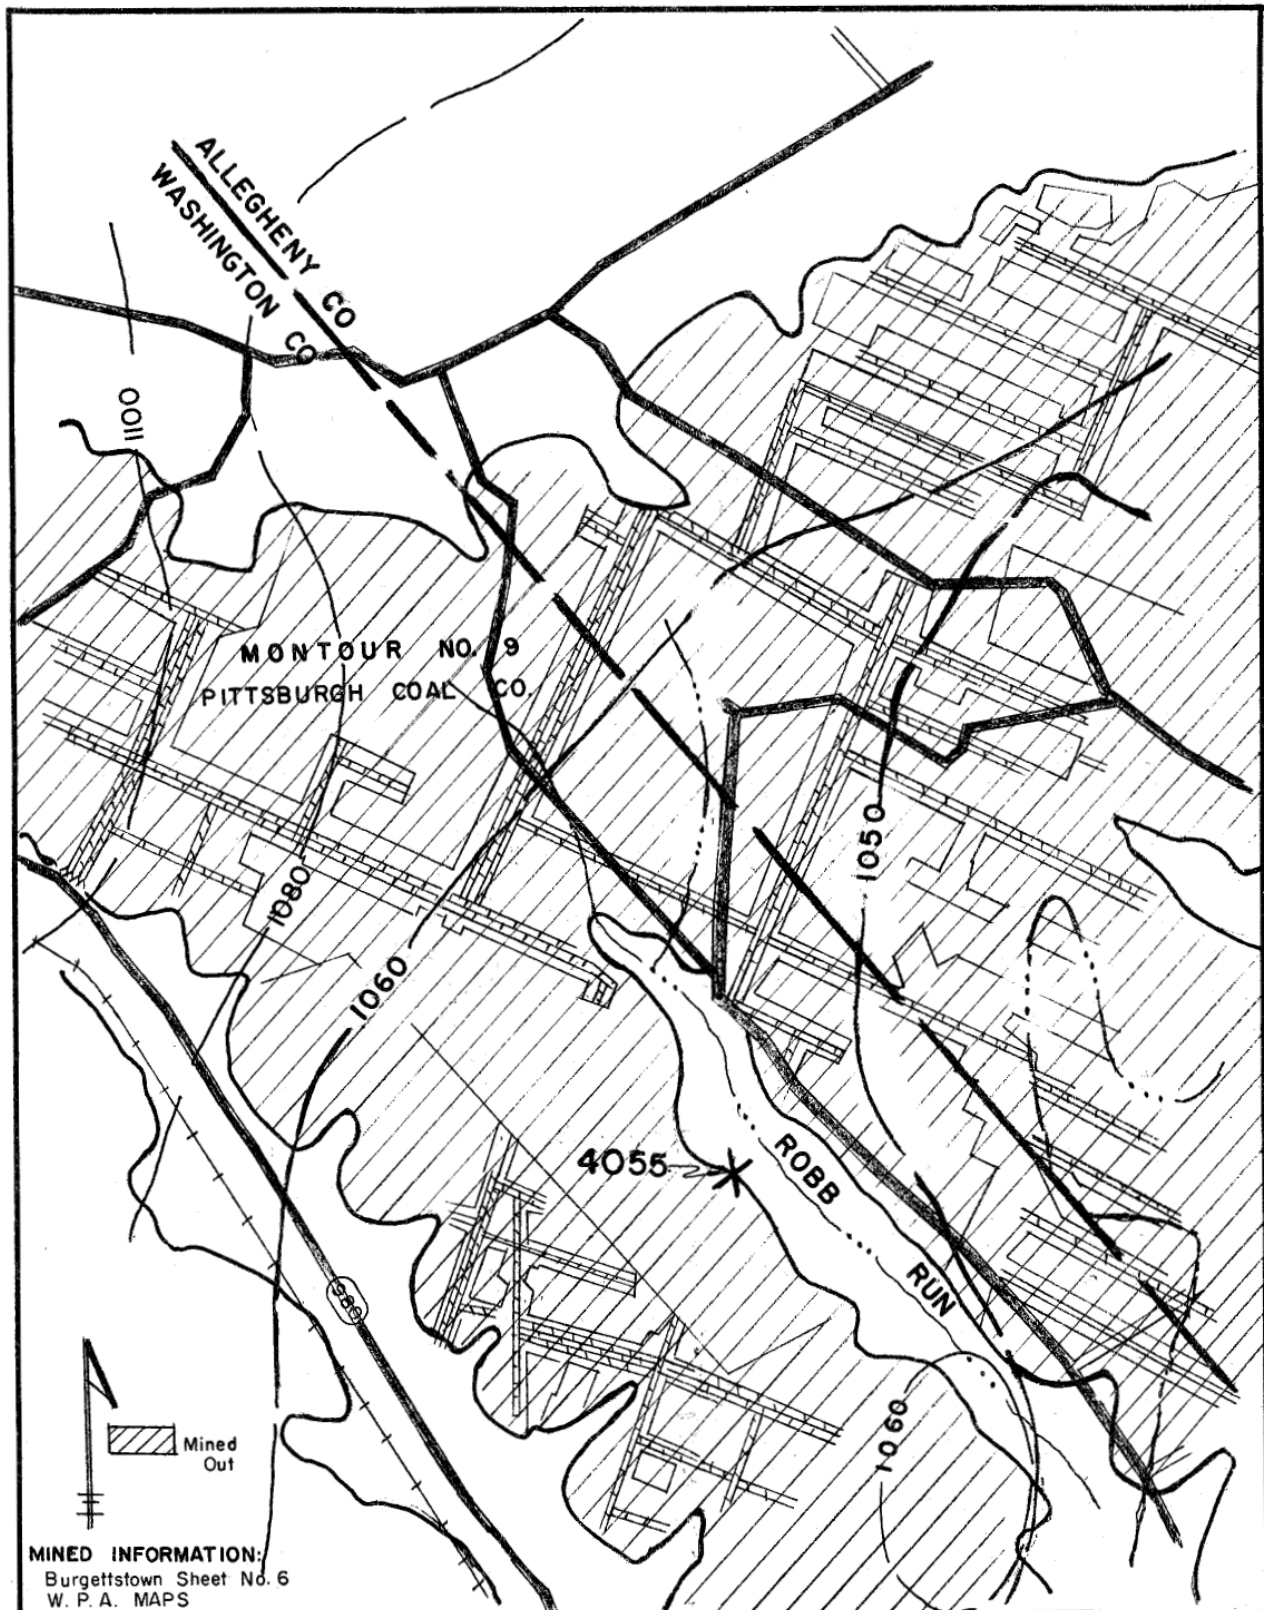 ALLEGHENY CO
WASHINGTON CO
1100
MONTOUR NO. 9
PITTSBURGH COAL CO.
1050
1080
1060
4055
ROBB RUN
980
1060
Mined
Out
MINED INFORMATION:
Burgettstown Sheet No. 6
W. P. A. MAPS